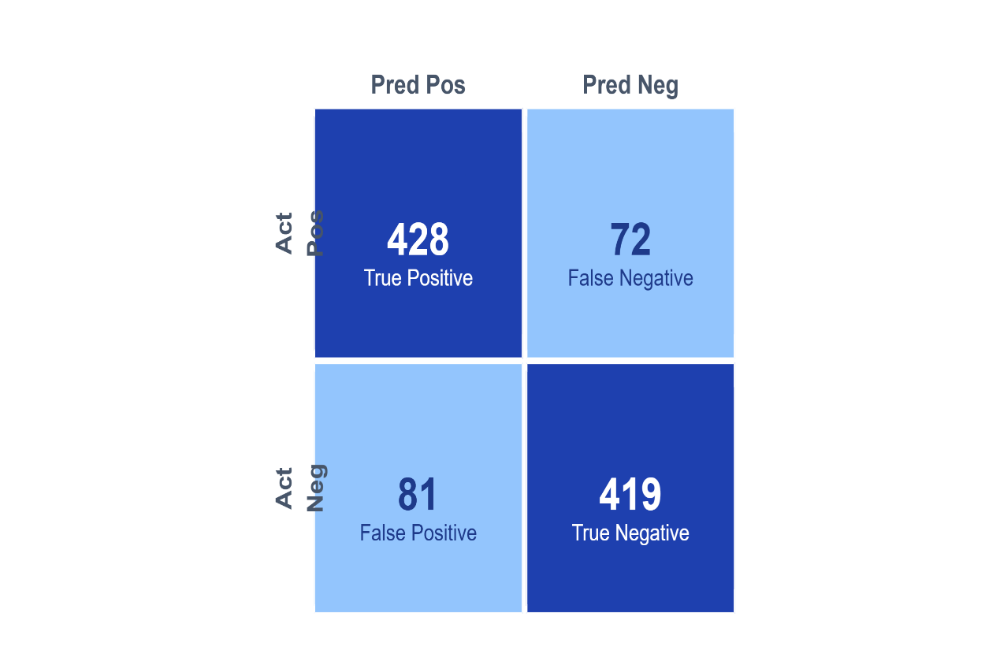 Pred Pos
Pred Neg
Act
Pos
428
True Positive
72
False Negative
Act
Neg
81
False Positive
419
True Negative